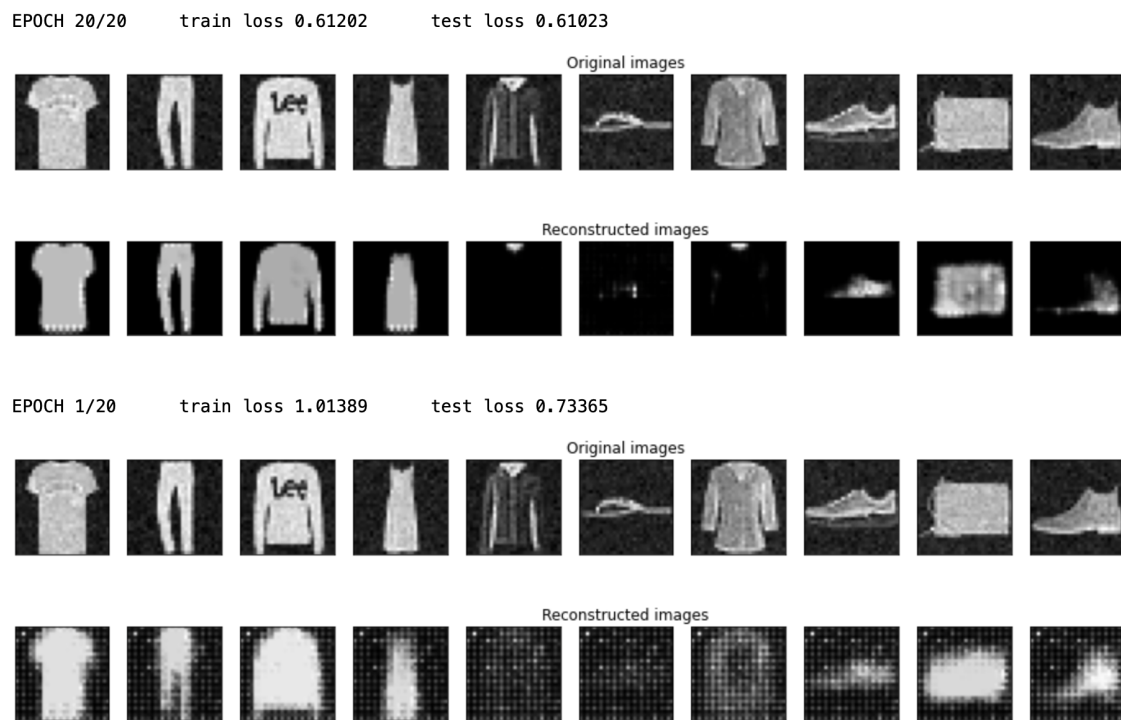 EPOCH 20/20 train loss 0.61202 test loss 0.61023
Original images
Lee
Reconstructed images
EPOCH 1/20 train loss 1.01389 test loss 0.73365
Original images
Lee
Reconstructed images